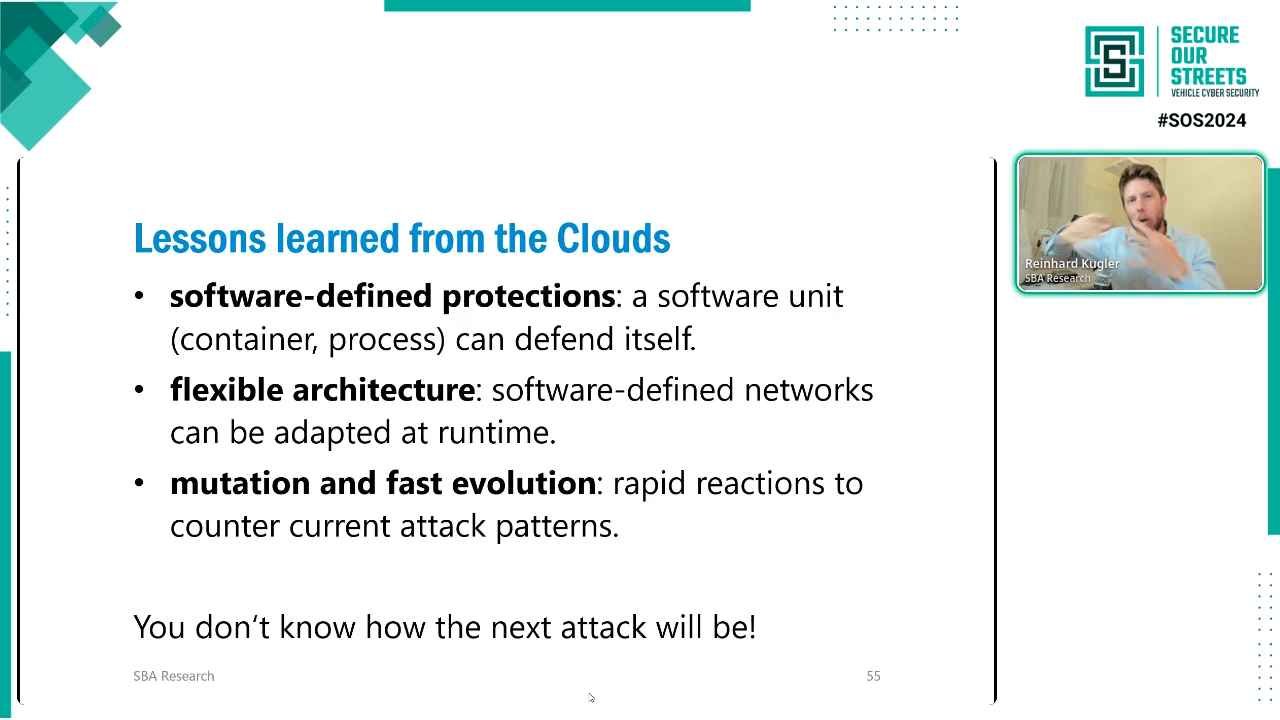 SECURE
OUR
STREETS
VEHICLE CYBER SECURITY
#SOS2024
Reinhard Kugler
SBA Research
Lessons learned from the Clouds
• software-defined protections: a software unit
(container, process) can defend itself.
• flexible architecture: software-defined networks
can be adapted at runtime.
• mutation and fast evolution: rapid reactions to
counter current attack patterns.
You don‘t know how the next attack will be!
SBA Research
55